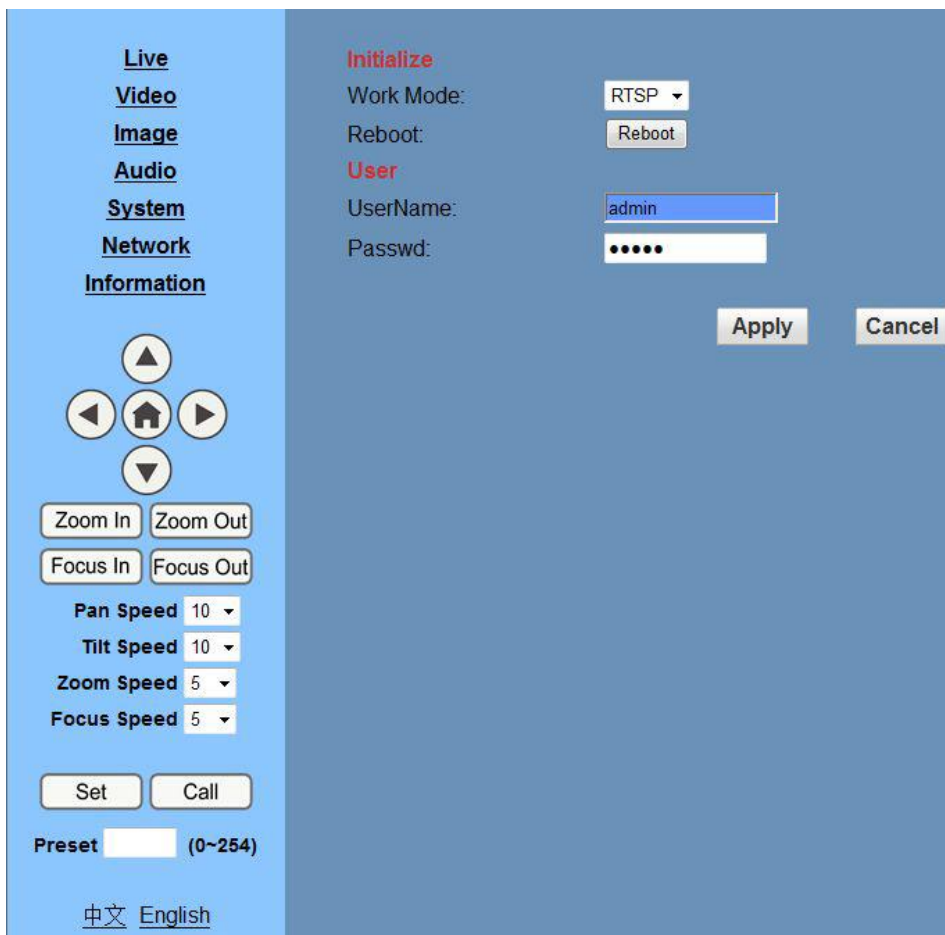 Live
Video
Image
Audio
System
Network
Information
Zoom In Zoom Out
Focus In Focus Out
Pan Speed 10
Tilt Speed 10
Zoom Speed 5
Focus Speed 5
Set Call
Preset (0~254)
中文 English
Initialize
Work Mode: RTSP
Reboot: Reboot
User
UserName: admin
Passwd: •••••
Apply Cancel